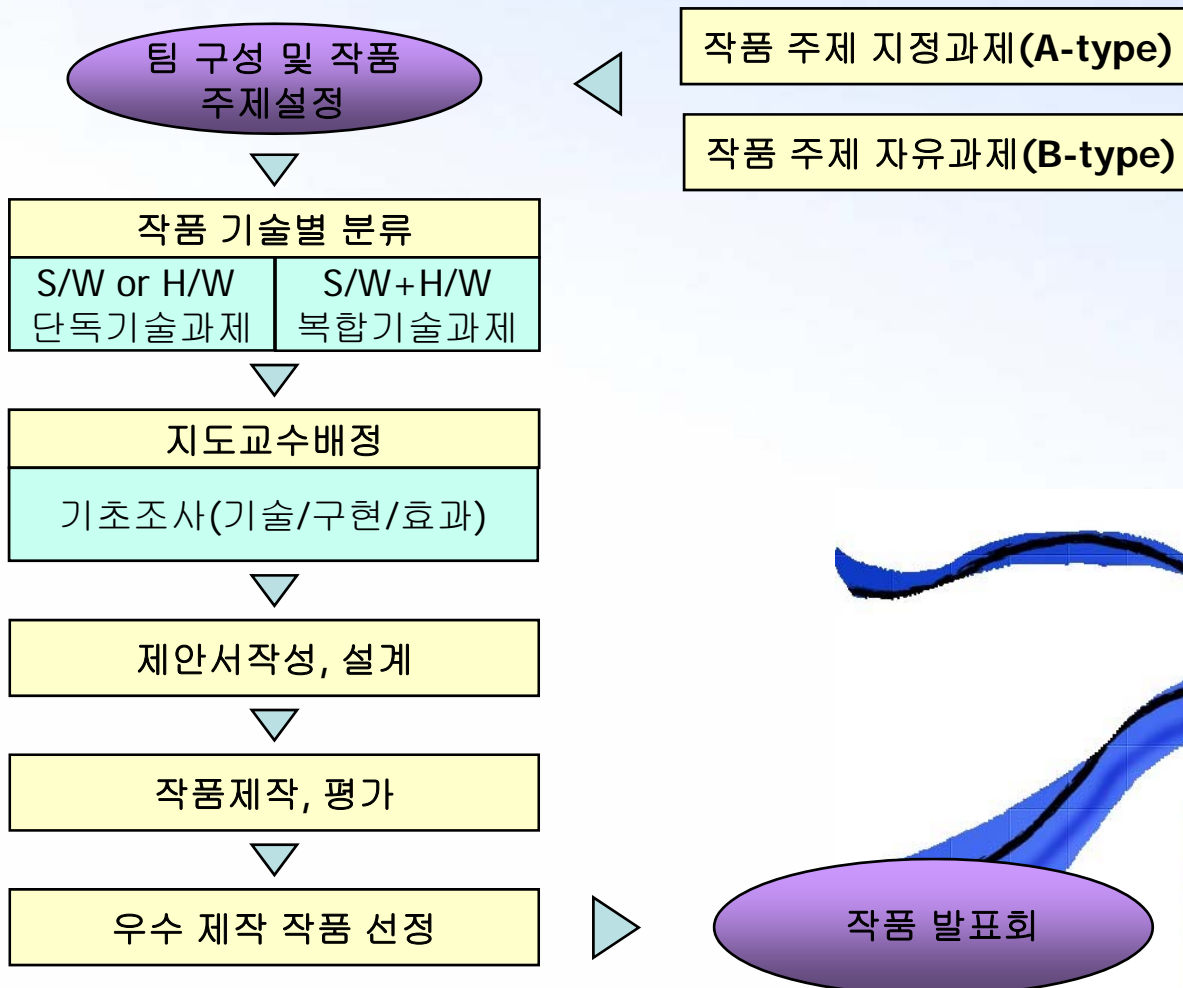 팀 구성 및 작품
주제설정
작품 주제 지정과제(A-type)
작품 주제 자유과제(B-type)
작품 기술별 분류
S/W or H/W
단독기술과제
S/W+H/W
복합기술과제
지도교수배정
기초조사(기술/구현/효과)
제안서작성, 설계
작품제작, 평가
우수 제작 작품 선정
작품 발표회